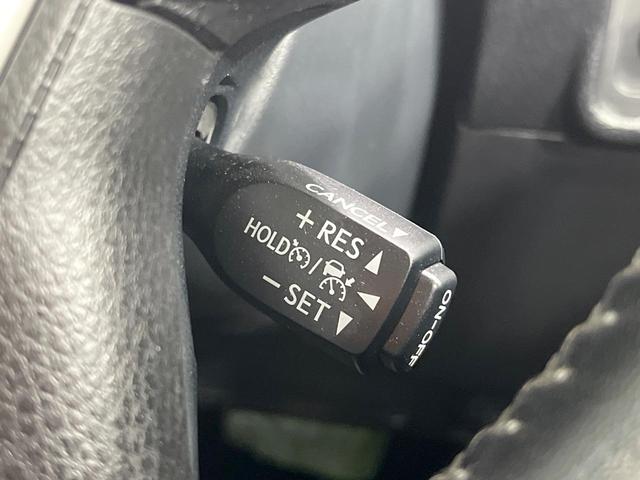 CANCEL
+ RES
HOLD /
- SET
ON-OFF